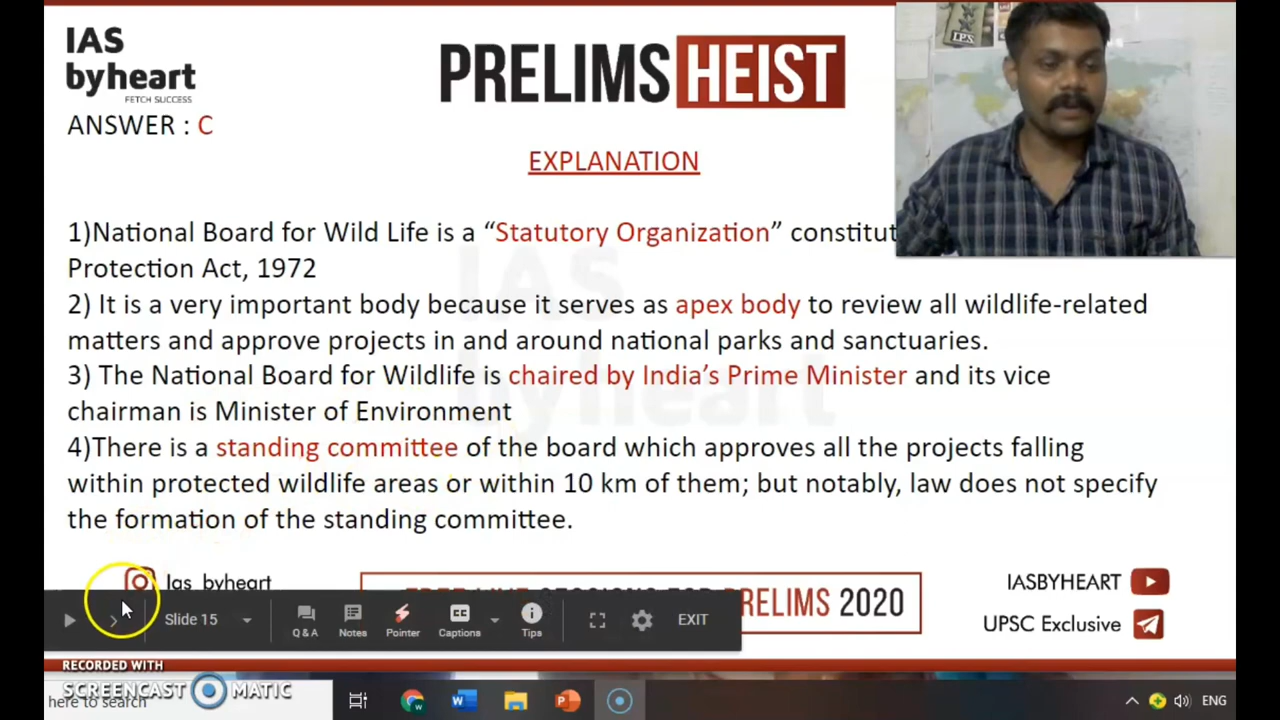 IAS
byheart
FETCH SUCCESS
PRELIMS HEIST
I.P.S
ANSWER : C
EXPLANATION
1)National Board for Wild Life is a “Statutory Organization”
Protection Act, 1972
2) It is a very important body because it serves as apex body to review all wildlife-related
matters and approve projects in and around national parks and sanctuaries.
3) The National Board for Wildlife is chaired by India’s Prime Minister and its vice
chairman is Minister of Environment
4)There is a standing committee of the board which approves all the projects falling
within protected wildlife areas or within 10 km of them; but notably, law does not specify
the formation of the standing committee.
IAS
byheart
Ias_byheart
PRELIMS 2020
IASBYHEART
UPSC Exclusive
Slide 15
Q & A
Notes
Pointer
CC
Captions
Tips
EXIT
RECORDED WITH
SCREENCAST MATIC
here to search
ENG